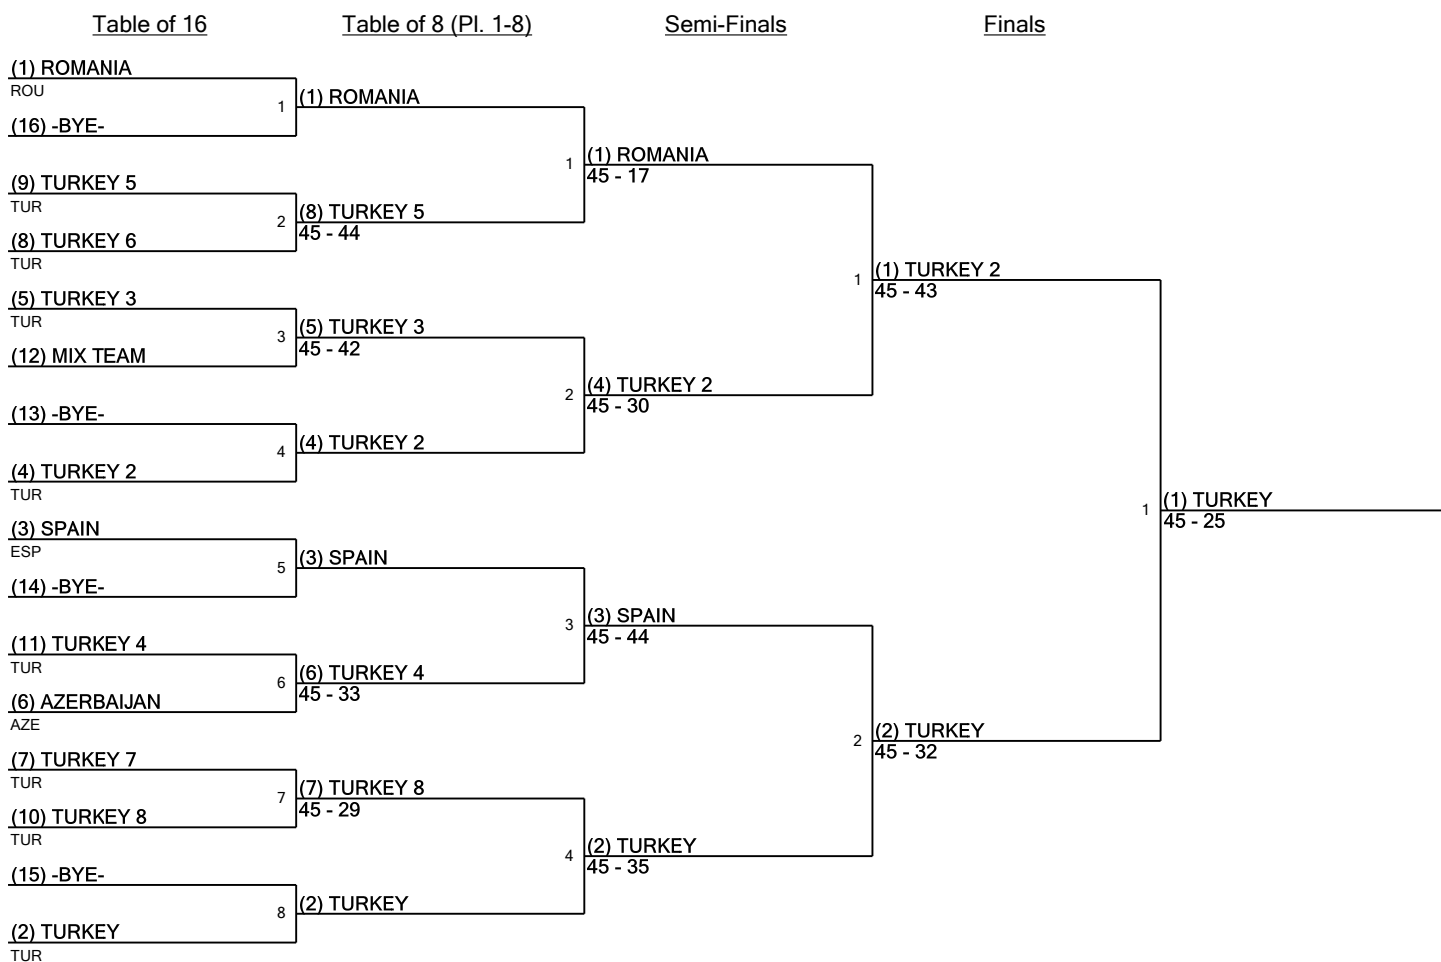 Table of 16
Table of 8 (Pl. 1-8)
Semi-Finals
Finals
(1) ROMANIA
ROU
(16) -BYE-
(9) TURKEY 5
TUR
(8) TURKEY 6
TUR
(5) TURKEY 3
TUR
(12) MIX TEAM
(13) -BYE-
(4) TURKEY 2
TUR
(3) SPAIN
ESP
(14) -BYE-
(11) TURKEY 4
TUR
(6) AZERBAIJAN
AZE
(7) TURKEY 7
TUR
(10) TURKEY 8
TUR
(15) -BYE-
(2) TURKEY
TUR
1
2
3
4
5
6
7
8
(1) ROMANIA
(8) TURKEY 5
45 - 44
(5) TURKEY 3
45 - 42
(4) TURKEY 2
(3) SPAIN
(6) TURKEY 4
45 - 33
(7) TURKEY 8
45 - 29
(2) TURKEY
1
2
3
4
(1) ROMANIA
45 - 17
(4) TURKEY 2
45 - 30
(3) SPAIN
45 - 44
(2) TURKEY
45 - 35
1
2
(1) TURKEY 2
45 - 43
(2) TURKEY
45 - 32
1
(1) TURKEY
45 - 25